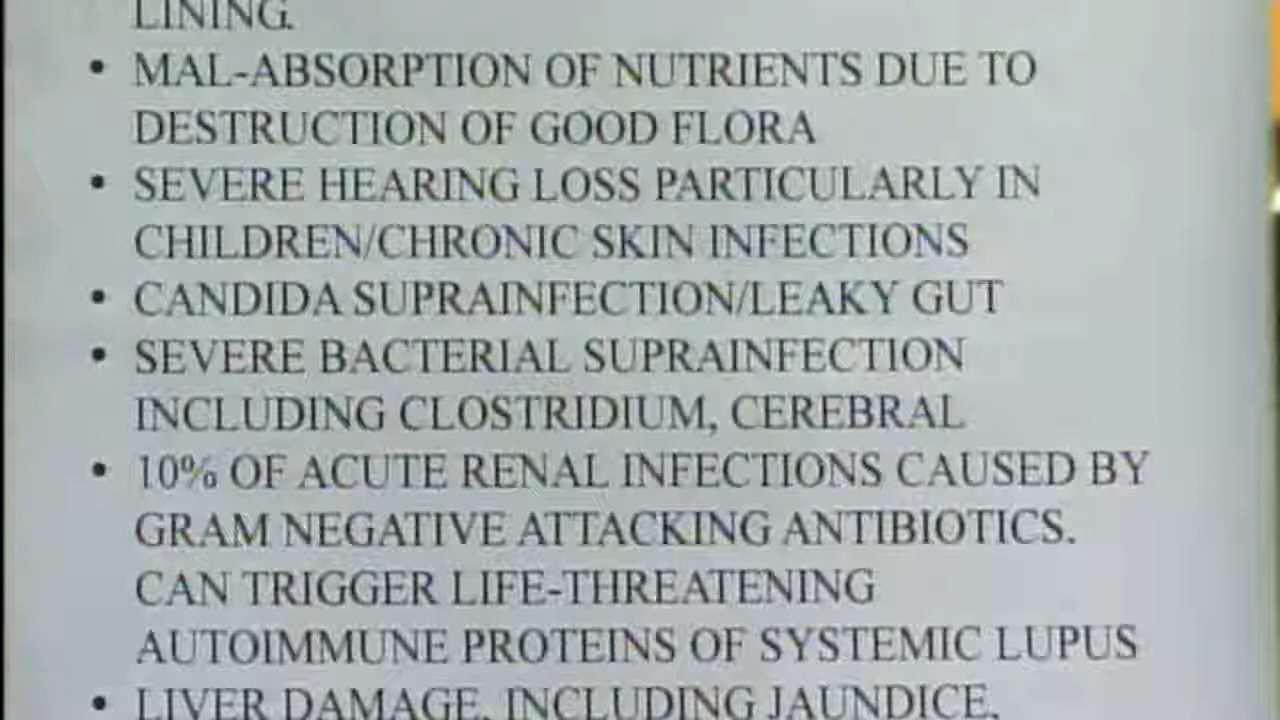 LINING.
• MAL-ABSORPTION OF NUTRIENTS DUE TO
DESTRUCTION OF GOOD FLORA
• SEVERE HEARING LOSS PARTICULARLY IN
CHILDREN/CHRONIC SKIN INFECTIONS
• CANDIDA SUPRAINFECTION/LEAKY GUT
• SEVERE BACTERIAL SUPRAINFECTION
INCLUDING CLOSTRIDIUM, CEREBRAL
• 10% OF ACUTE RENAL INFECTIONS CAUSED BY
GRAM NEGATIVE ATTACKING ANTIBIOTICS.
CAN TRIGGER LIFE-THREATENING
AUTOIMMUNE PROTEINS OF SYSTEMIC LUPUS
• LIVER DAMAGE, INCLUDING JAUNDICE,